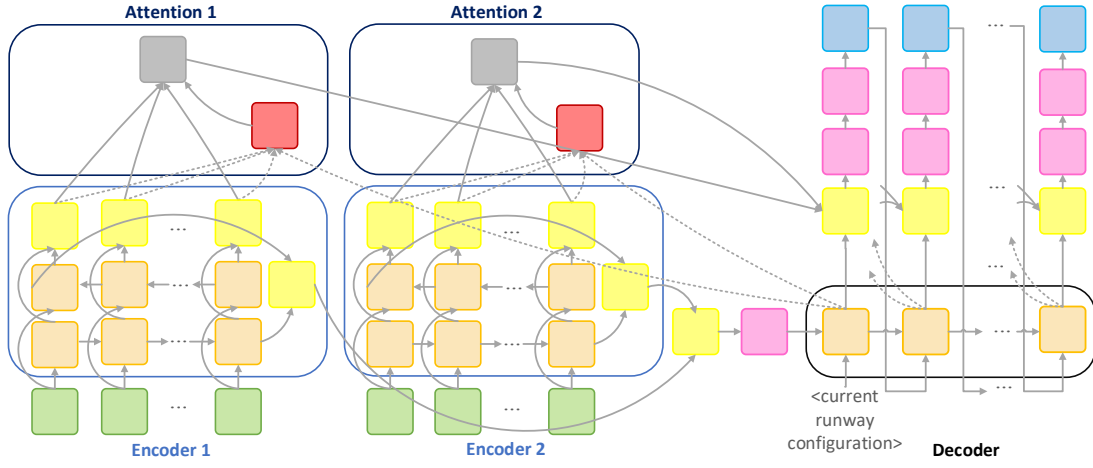 Attention 1
Attention 2
...
...
...
...
...
...
...
...
...
...
...
...
...
<current
runway
configuration>
Encoder 1
Encoder 2
Decoder